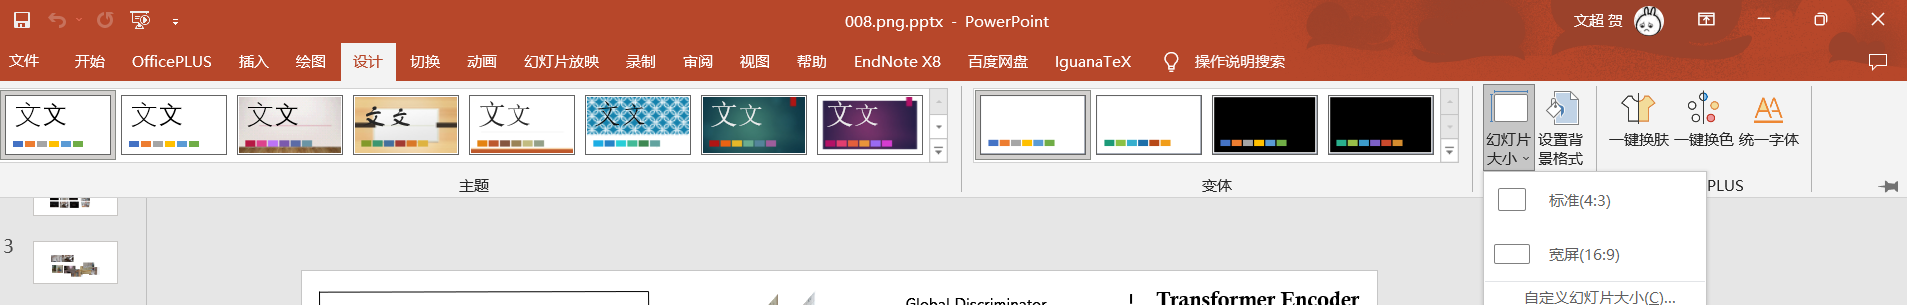 008.png.pptx - PowerPoint
文超 贺
文件 开始 OfficePLUS 插入 绘图 设计 切换 动画 幻灯片放映 录制 审阅 视图 帮助 EndNote X8 百度网盘 IguanaTeX 操作说明搜索
文文 文文 文文 文文 文文 文文 文文 文文
幻灯片 设置背
大小 景格式
一键换肤 一键换色 统一字体
主题 变体 PLUS
标准(4:3)
3
宽屏(16:9)
自定义幻灯片大小(C)...
Global Discriminator
Transformer Encoder